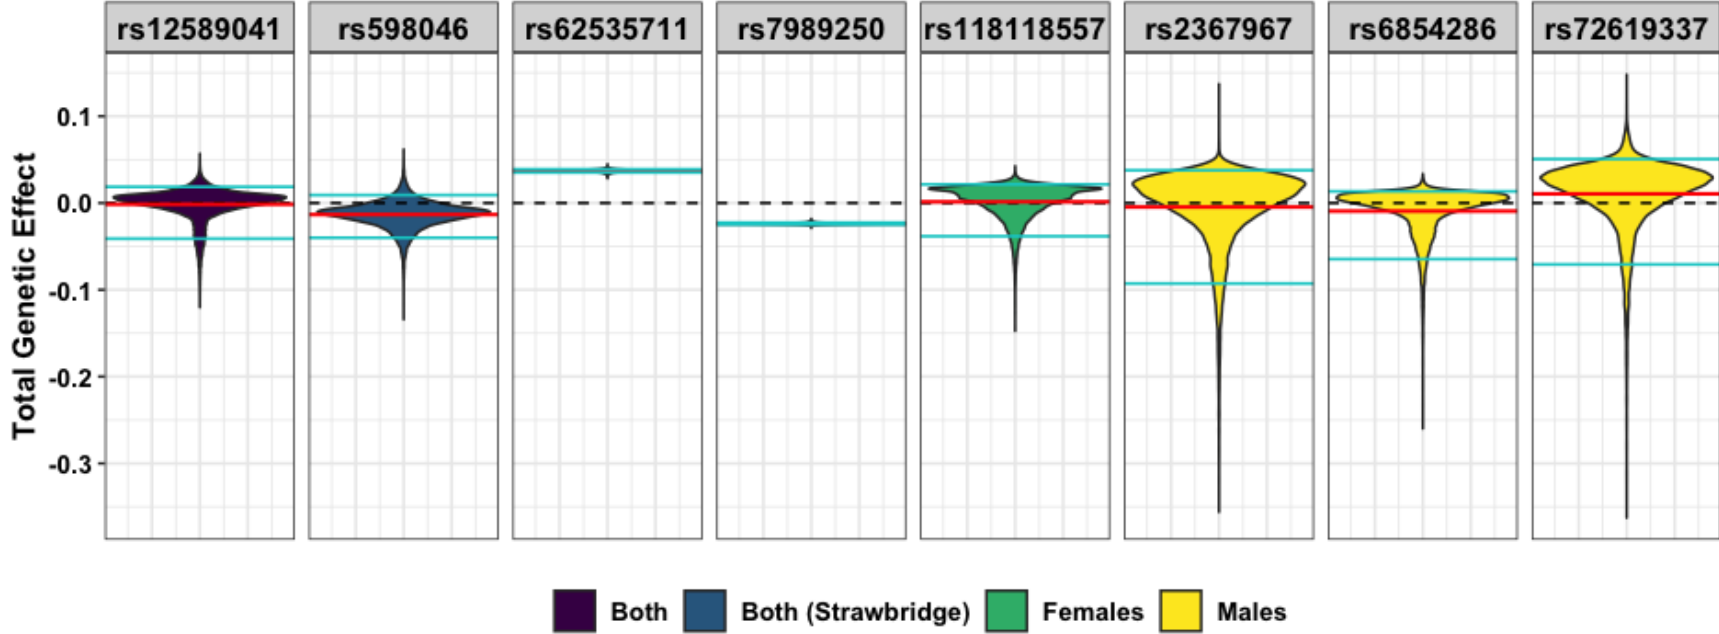 rs12589041 rs598046 rs62535711 rs7989250 rs118118557 rs2367967 rs6854286 rs72619337
Total Genetic Effect
0.1
0.0
-0.1
-0.2
-0.3
Both Both (Strawbridge) Females Males